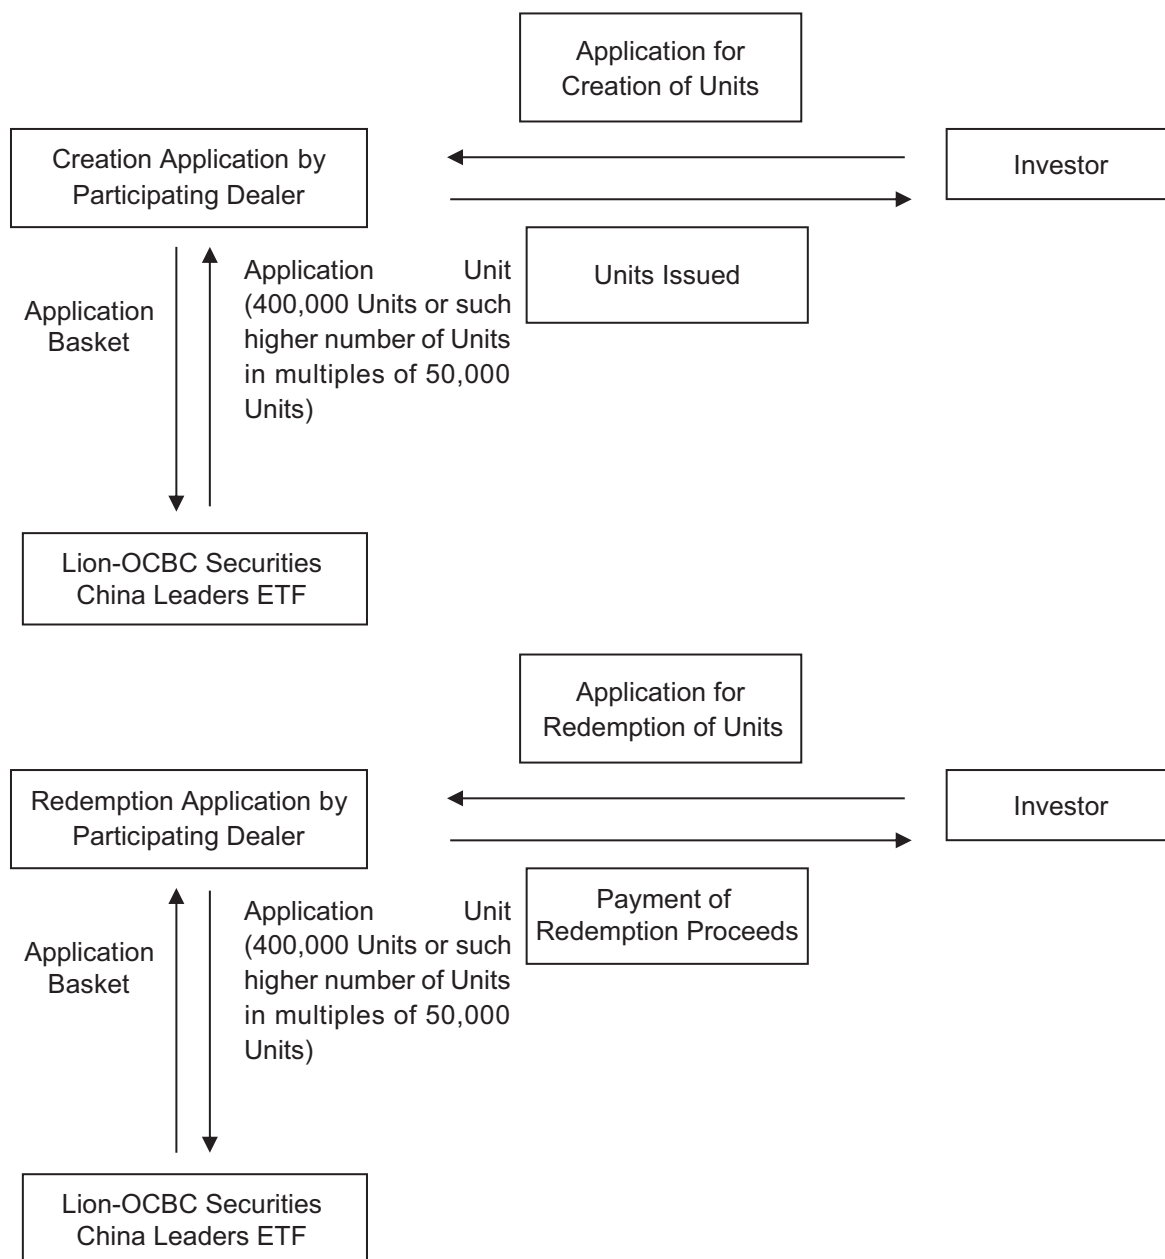 Application for
Creation of Units
Creation Application by
Participating Dealer
Investor
Application Unit
(400,000 Units or such
higher number of Units
in multiples of 50,000
Units)
Units Issued
Application
Basket
Lion-OCBC Securities
China Leaders ETF
Application for
Redemption of Units
Redemption Application by
Participating Dealer
Investor
Payment of
Redemption Proceeds
Application Unit
(400,000 Units or such
higher number of Units
in multiples of 50,000
Units)
Application
Basket
Lion-OCBC Securities
China Leaders ETF